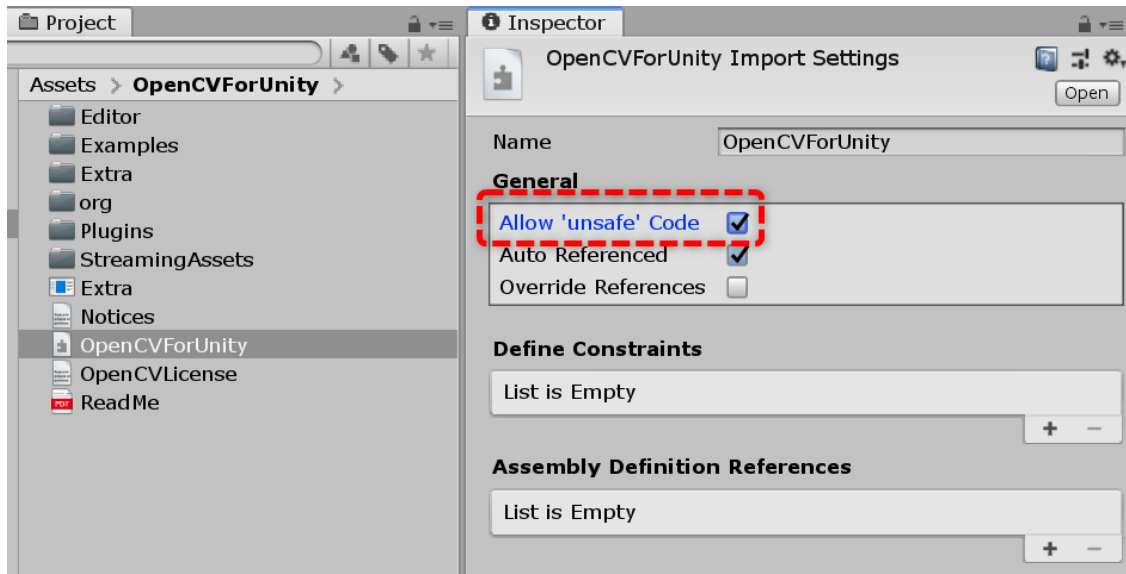 Project
Assets > OpenCVForUnity >
Editor
Examples
Extra
org
Plugins
StreamingAssets
Extra
Notices
OpenCVForUnity
OpenCVLicense
ReadMe
Inspector
OpenCVForUnity Import Settings
Open
Name OpenCVForUnity
General
Allow 'unsafe' Code
Auto Referenced
Override References
Define Constraints
List is Empty
+ −
Assembly Definition References
List is Empty
+ −